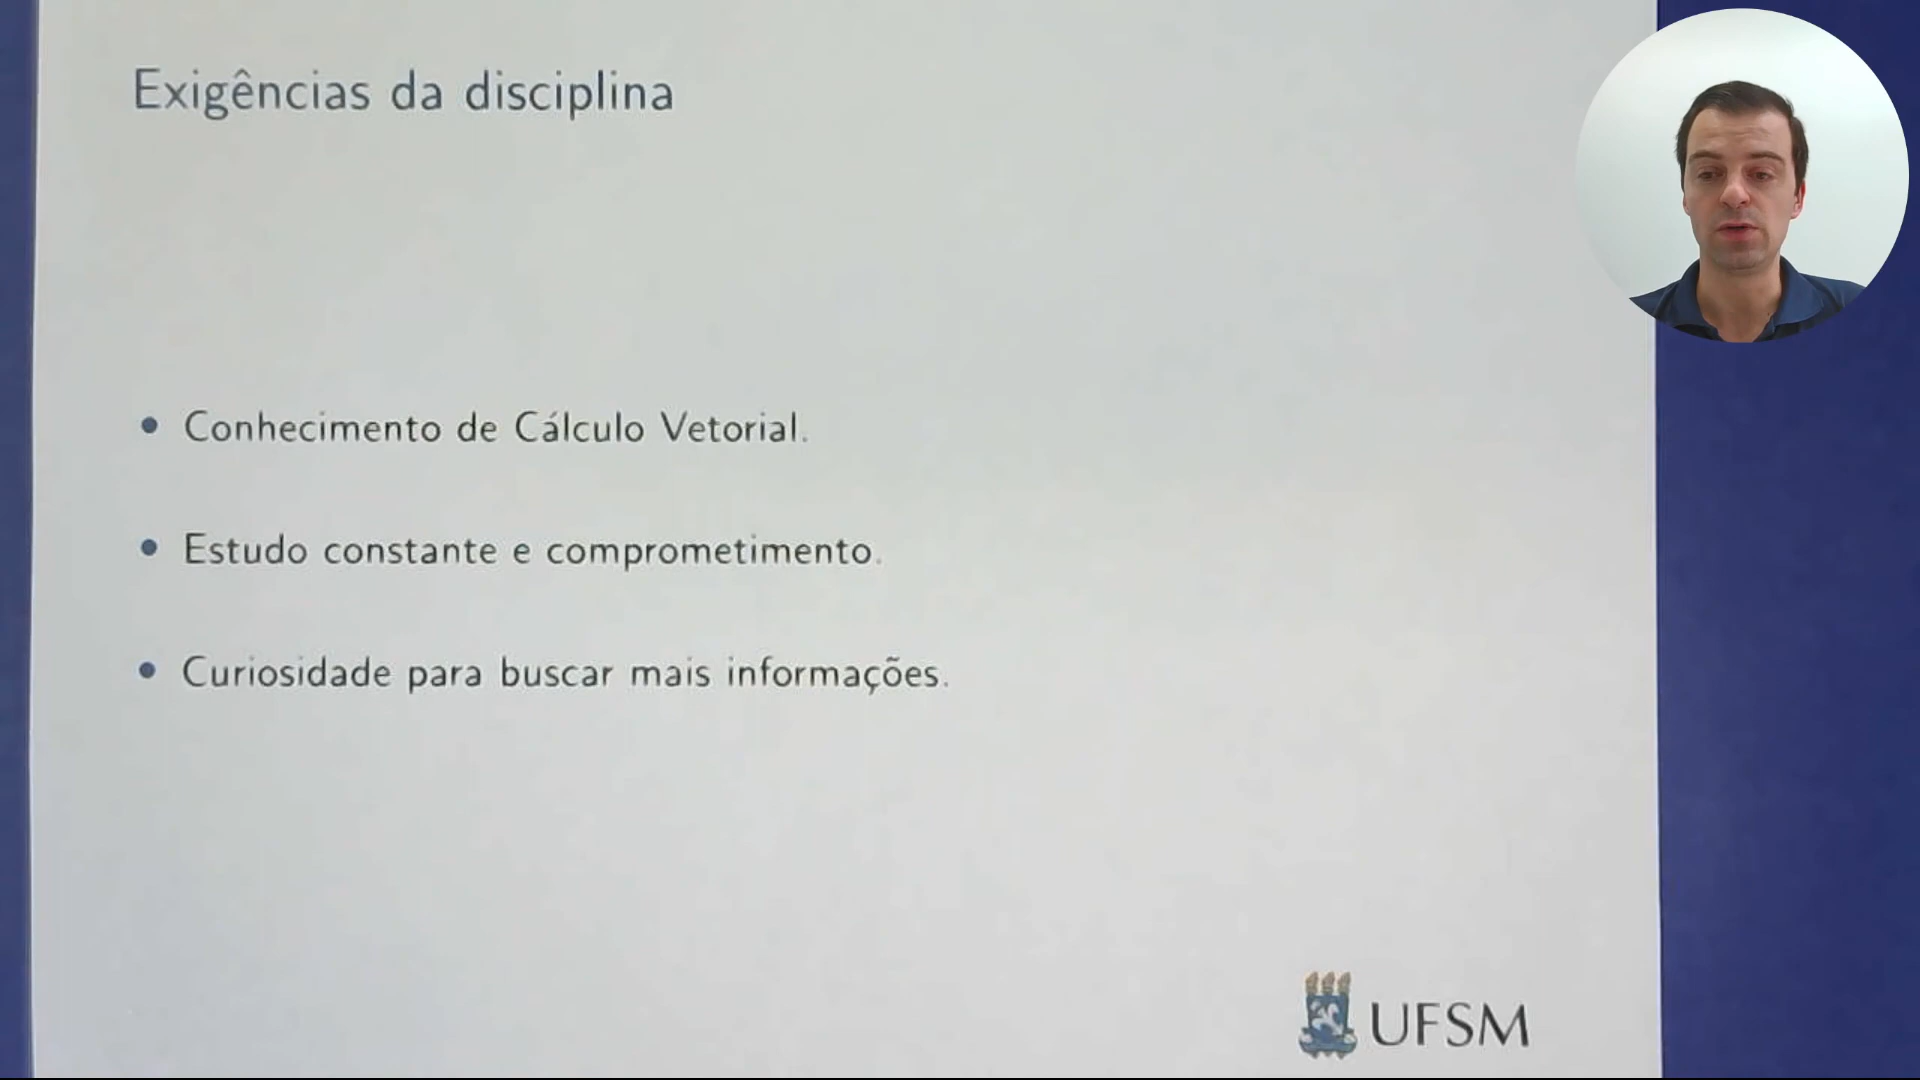 Exigências da disciplina
• Conhecimento de Cálculo Vetorial.
• Estudo constante e comprometimento.
• Curiosidade para buscar mais informações.
UFSM